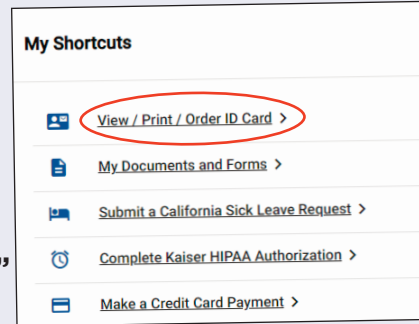 My Shortcuts
View / Print / Order ID Card >
My Documents and Forms >
Submit a California Sick Leave Request >
”
Complete Kaiser HIPAA Authorization >
Make a Credit Card Payment >